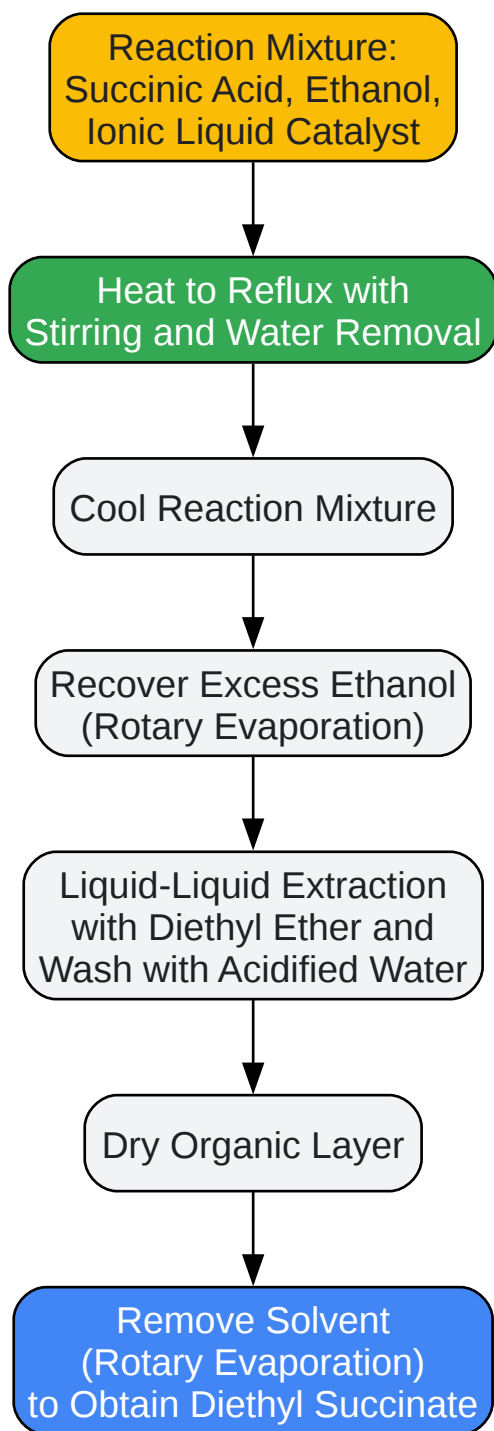 Reaction Mixture:
Succinic Acid, Ethanol,
Ionic Liquid Catalyst
Heat to Reflux with
Stirring and Water Removal
Cool Reaction Mixture
Recover Excess Ethanol
(Rotary Evaporation)
Liquid-Liquid Extraction
with Diethyl Ether and
Wash with Acidified Water
Dry Organic Layer
Remove Solvent
(Rotary Evaporation)
to Obtain Diethyl Succinate